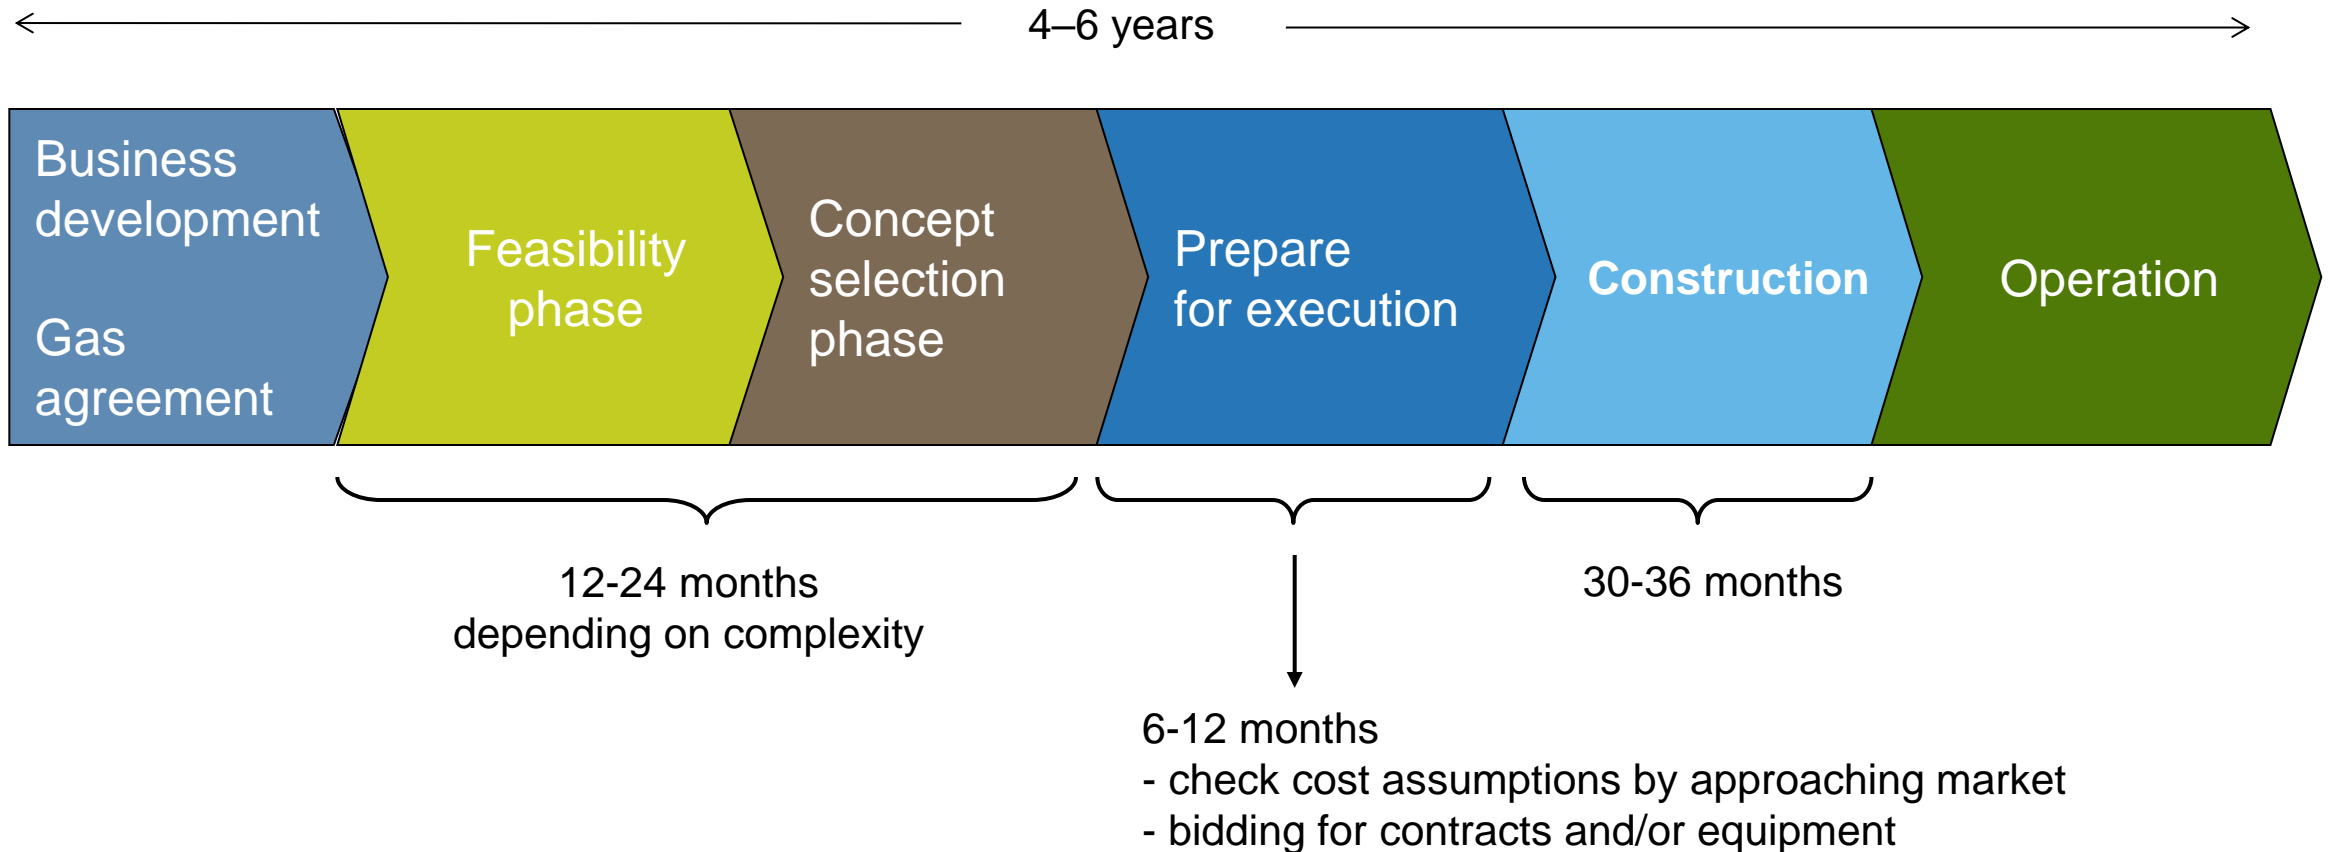 4–6 years
Business
development
Gas
agreement
Feasibility
phase
Concept
selection
phase
Prepare
for execution
Construction
Operation
12-24 months
depending on complexity
30-36 months
6-12 months
- check cost assumptions by approaching market
- bidding for contracts and/or equipment